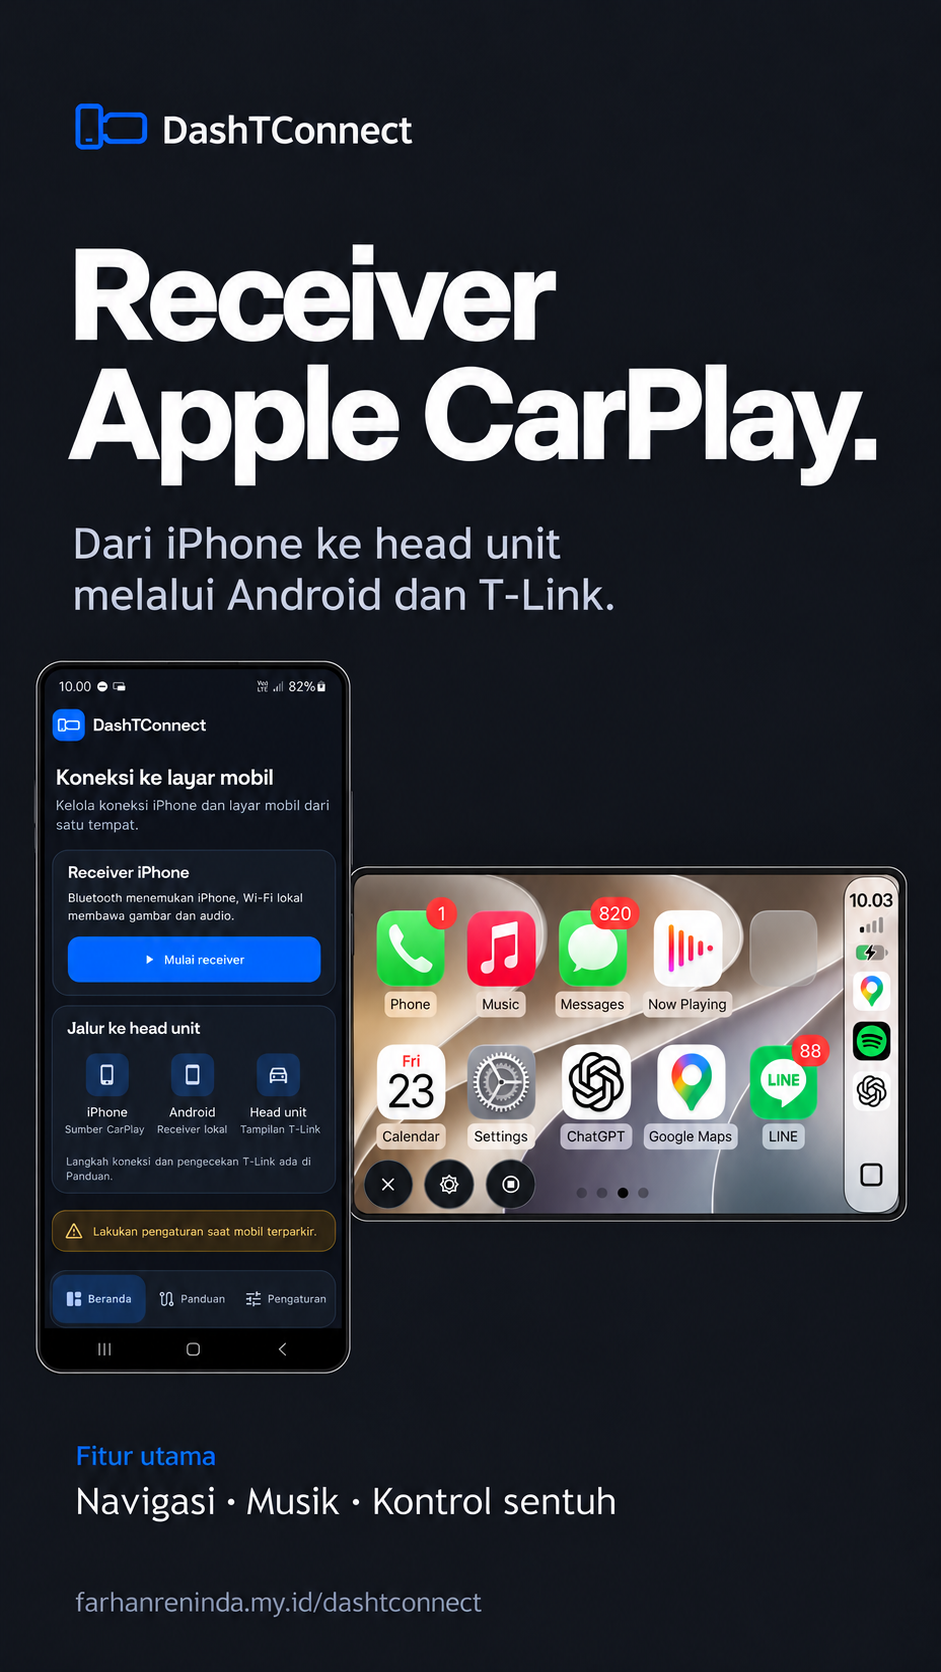 DashTConnect
Receiver
Apple CarPlay.
Dari iPhone ke head unit
melalui Android dan T-Link.
10.00
Vo))
LTE
82%
DashTConnect
Koneksi ke layar mobil
Kelola koneksi iPhone dan layar mobil dari
satu tempat.
Receiver iPhone
Bluetooth menemukan iPhone, Wi-Fi lokal
membawa gambar dan audio.
Mulai receiver
Jalur ke head unit
iPhone
Sumber CarPlay
Android
Receiver lokal
Head unit
Tampilan T-Link
Langkah koneksi dan pengecekan T-Link ada di
Panduan.
Lakukan pengaturan saat mobil terparkir.
Beranda
Panduan
Pengaturan
1
Phone
Music
820
Messages
Now Playing
Fri
23
Calendar
Settings
ChatGPT
Google Maps
88
LINE
LINE
10.03
Fitur utama
Navigasi • Musik • Kontrol sentuh
farhanreninda.my.id/dashtconnect